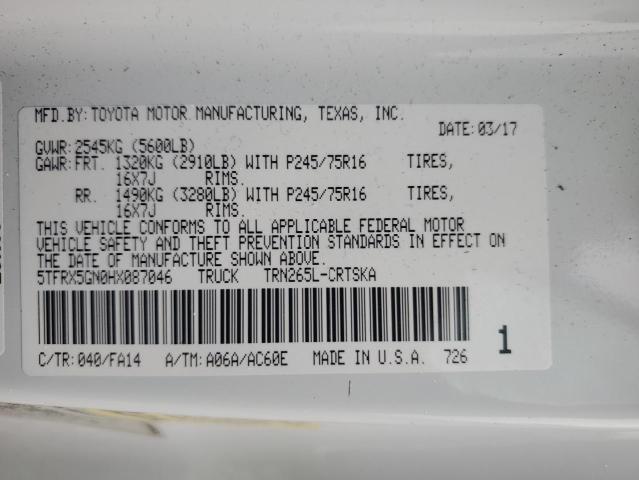 MFD.BY:TOYOTA MOTOR MANUFACTURING, TEXAS, INC.
DATE:03/17
GVWR:2545KG (5600LB)
GAWR:FRT. 1320KG (2910LB) WITH P245/75R16 TIRES,
16X7J RIMS.
RR. 1490KG (3280LB) WITH P245/75R16 TIRES,
16X7J RIMS.
THIS VEHICLE CONFORMS TO ALL APPLICABLE FEDERAL MOTOR
VEHICLE SAFETY AND THEFT PREVENTION STANDARDS IN EFFECT ON
THE DATE OF MANUFACTURE SHOWN ABOVE.
5TFRX5GN0HX087046 TRUCK TRN265L-CRTSKA
1
C/TR:040/FA14 A/TM:A06A/AC60E MADE IN U.S.A. 726